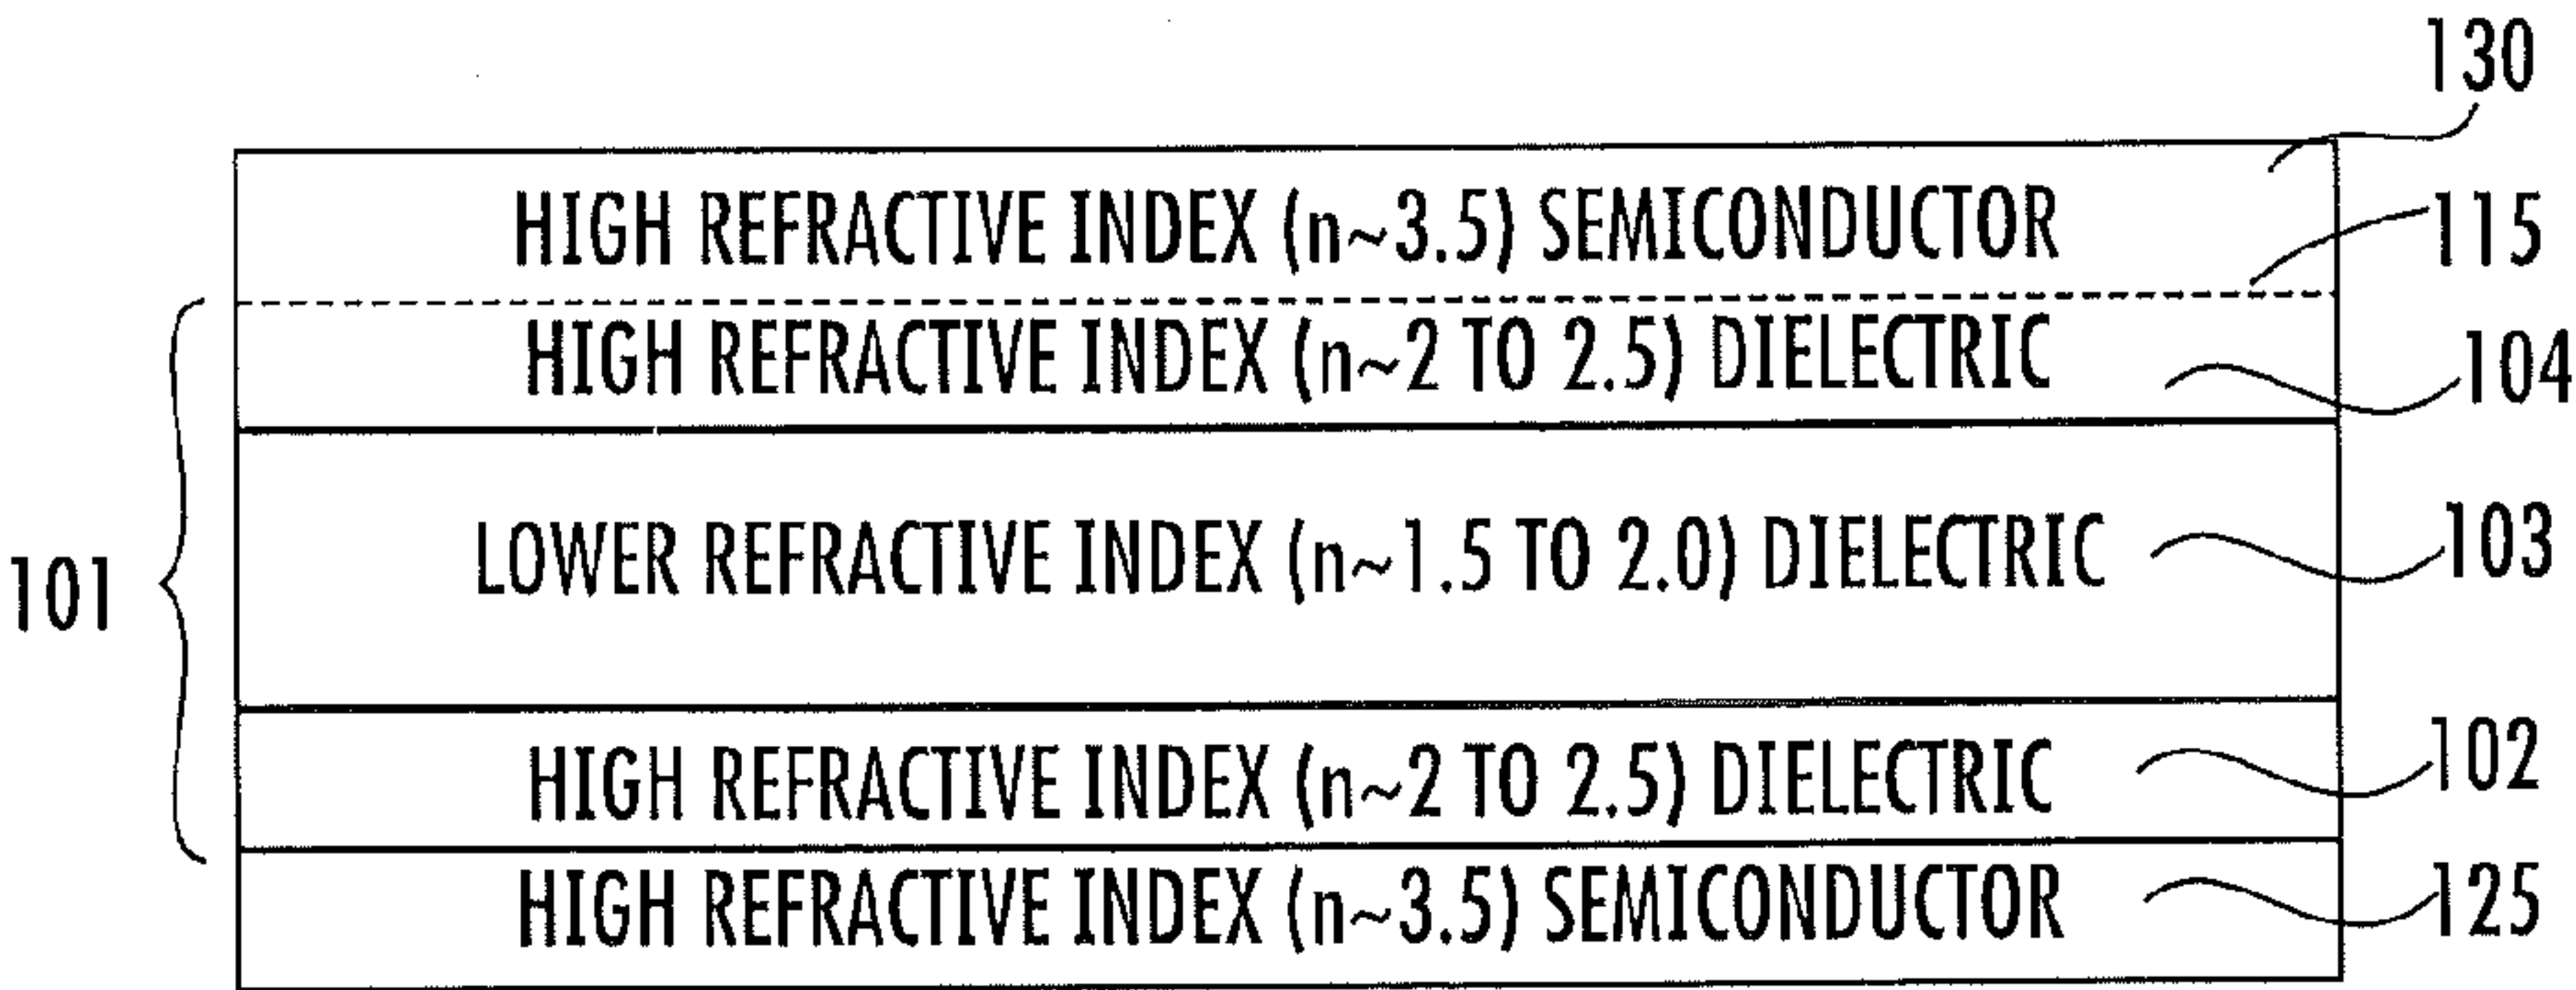 130
HIGH REFRACTIVE INDEX (n~3.5) SEMICONDUCTOR
115
HIGH REFRACTIVE INDEX (n~2 TO 2.5) DIELECTRIC
104
101
LOWER REFRACTIVE INDEX (n~1.5 TO 2.0) DIELECTRIC
103
HIGH REFRACTIVE INDEX (n~2 TO 2.5) DIELECTRIC
102
HIGH REFRACTIVE INDEX (n~3.5) SEMICONDUCTOR
125